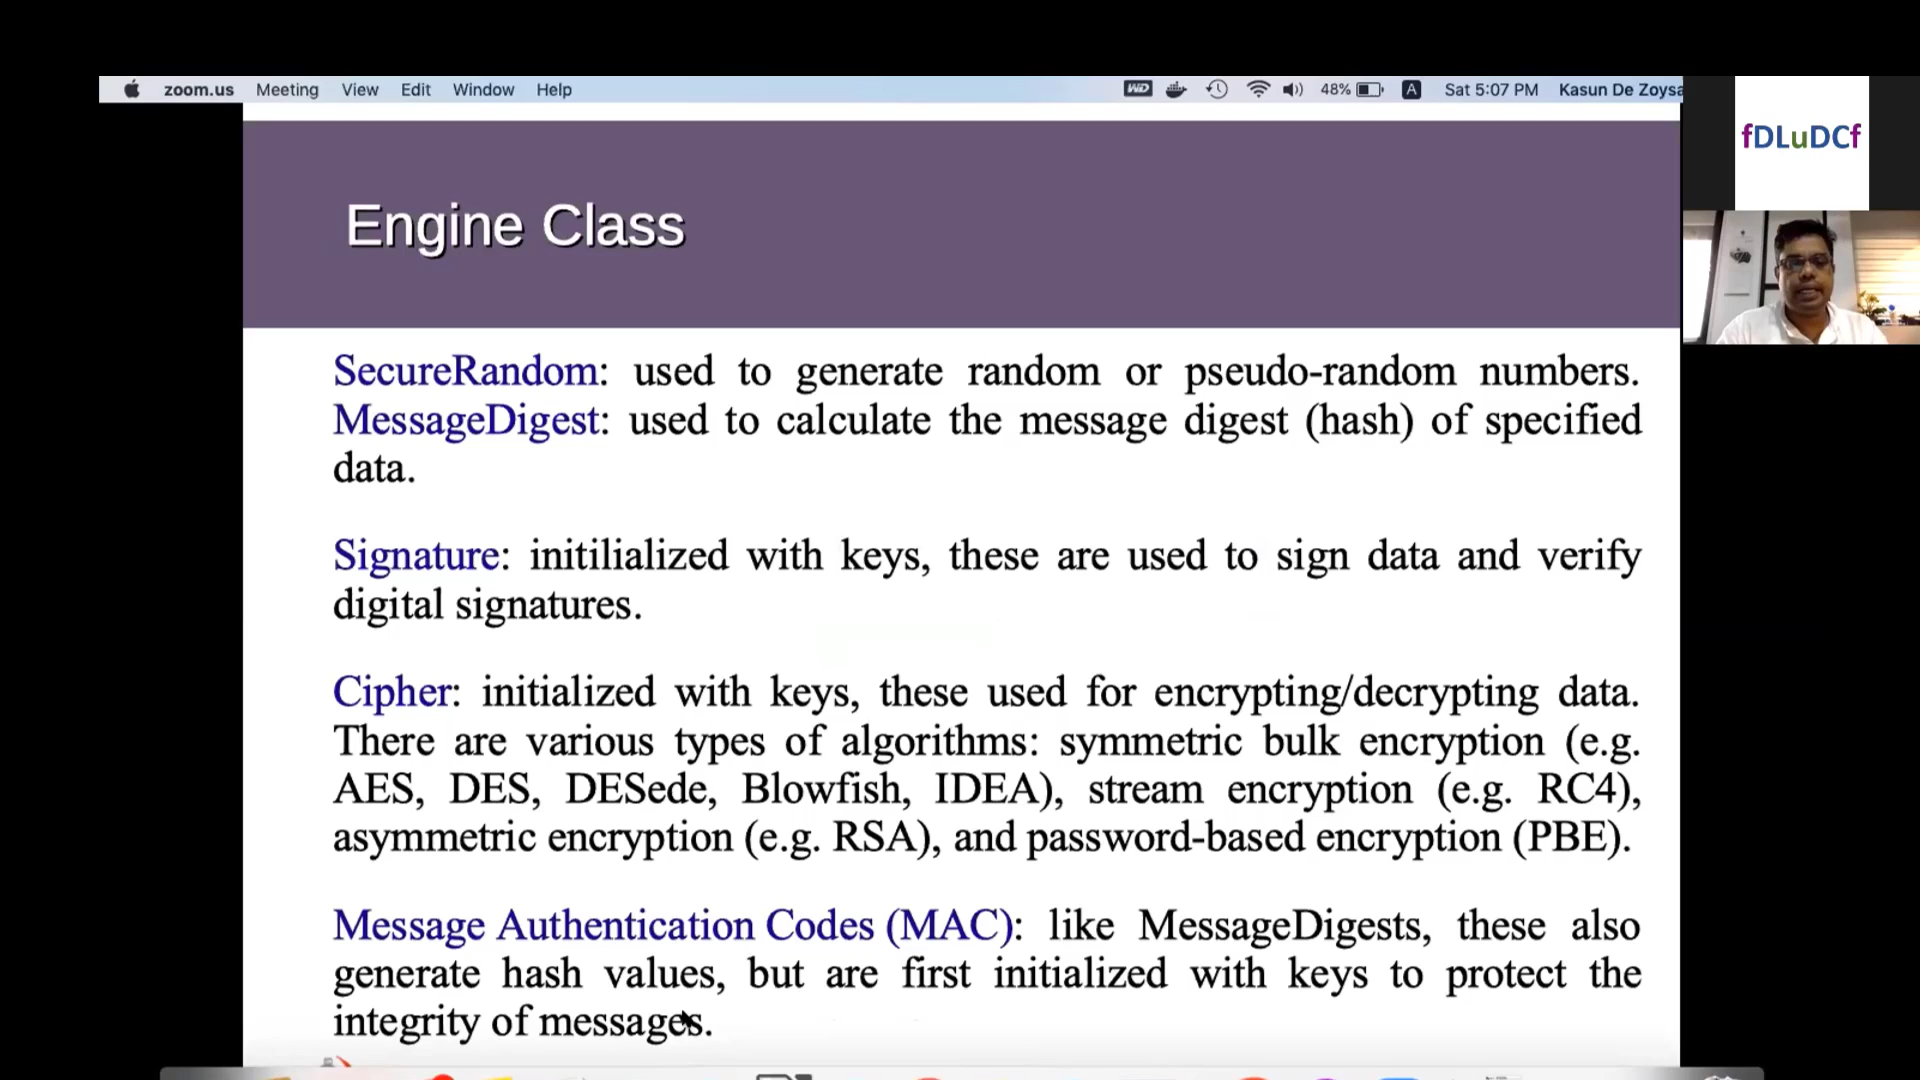 zoom.us Meeting View Edit Window Help WD 48% A Sat 5:07 PM Kasun De Zoysa
fDLuDCf
Engine Class
SecureRandom: used to generate random or pseudo-random numbers.
MessageDigest: used to calculate the message digest (hash) of specified
data.
Signature: initilialized with keys, these are used to sign data and verify
digital signatures.
Cipher: initialized with keys, these used for encrypting/decrypting data.
There are various types of algorithms: symmetric bulk encryption (e.g.
AES, DES, DESede, Blowfish, IDEA), stream encryption (e.g. RC4),
asymmetric encryption (e.g. RSA), and password-based encryption (PBE).
Message Authentication Codes (MAC): like MessageDigests, these also
generate hash values, but are first initialized with keys to protect the
integrity of messages.